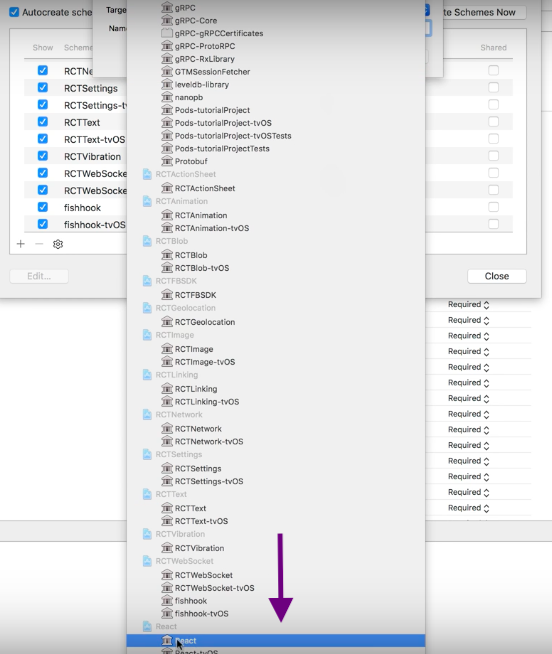 Autocreate sche
Targe
te Schemes Now
Name
Show
Scheme
Shared
RCTNe
RCTSettings
RCTSettings-tv
RCTText
RCTText-tvOS
RCTVibration
RCTWebSocke
RCTWebSocke
fishhook
fishhook-tvOS
Edit...
Close
gRPC
gRPC-Core
gRPC-gRPCCertificates
gRPC-ProtoRPC
gRPC-RxLibrary
GTMSessionFetcher
leveldb-library
nanopb
Pods-tutorialProject
Pods-tutorialProject-tvOS
Pods-tutorialProject-tvOSTests
Pods-tutorialProjectTests
Protobuf
RCTActionSheet
RCTActionSheet
RCTAnimation
RCTAnimation
RCTAnimation-tvOS
RCTBlob
RCTBlob
RCTBlob-tvOS
RCTFBSDK
RCTFBSDK
RCTGeolocation
RCTGeolocation
RCTImage
RCTImage
RCTImage-tvOS
RCTLinking
RCTLinking
RCTLinking-tvOS
RCTNetwork
RCTNetwork
RCTNetwork-tvOS
RCTSettings
RCTSettings
RCTSettings-tvOS
RCTText
RCTText
RCTText-tvOS
RCTVibration
RCTVibration
RCTWebSocket
RCTWebSocket
RCTWebSocket-tvOS
fishhook
fishhook-tvOS
React
React
React-tvOS
Required
Required
Required
Required
Required
Required
Required
Required
Required
Required
Required
Required
Required
Required